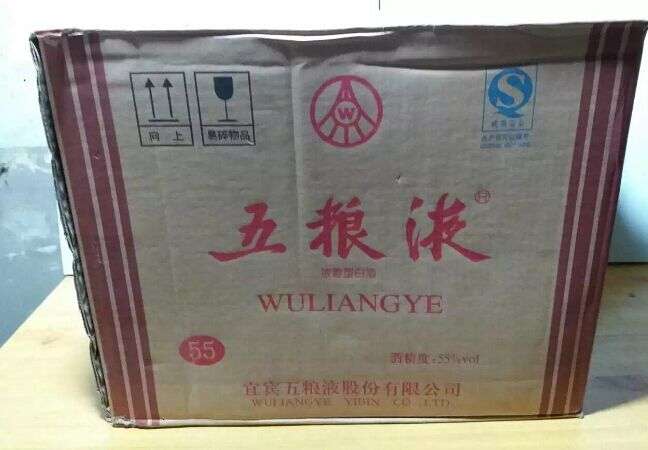 向上
易碎物品
W
五粮液
浓香型白酒
WULIANGYE
55
酒精度:55%vol
宜宾五粮液股份有限公司
WULIANGYE YIBIN CO.,LTD.